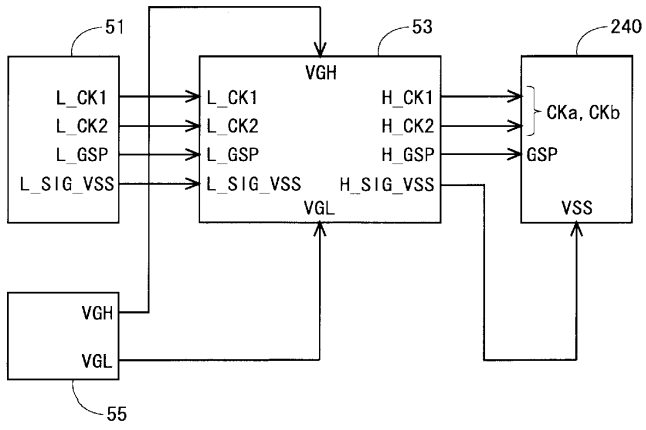 51
53
240
VGH
L_CK1
L_CK1
H_CK1
L_CK2
L_CK2
H_CK2
CKa, CKb
L_GSP
L_GSP
H_GSP
GSP
L_SIG_VSS
L_SIG_VSS
H_SIG_VSS
VGL
VSS
VGH
VGL
55